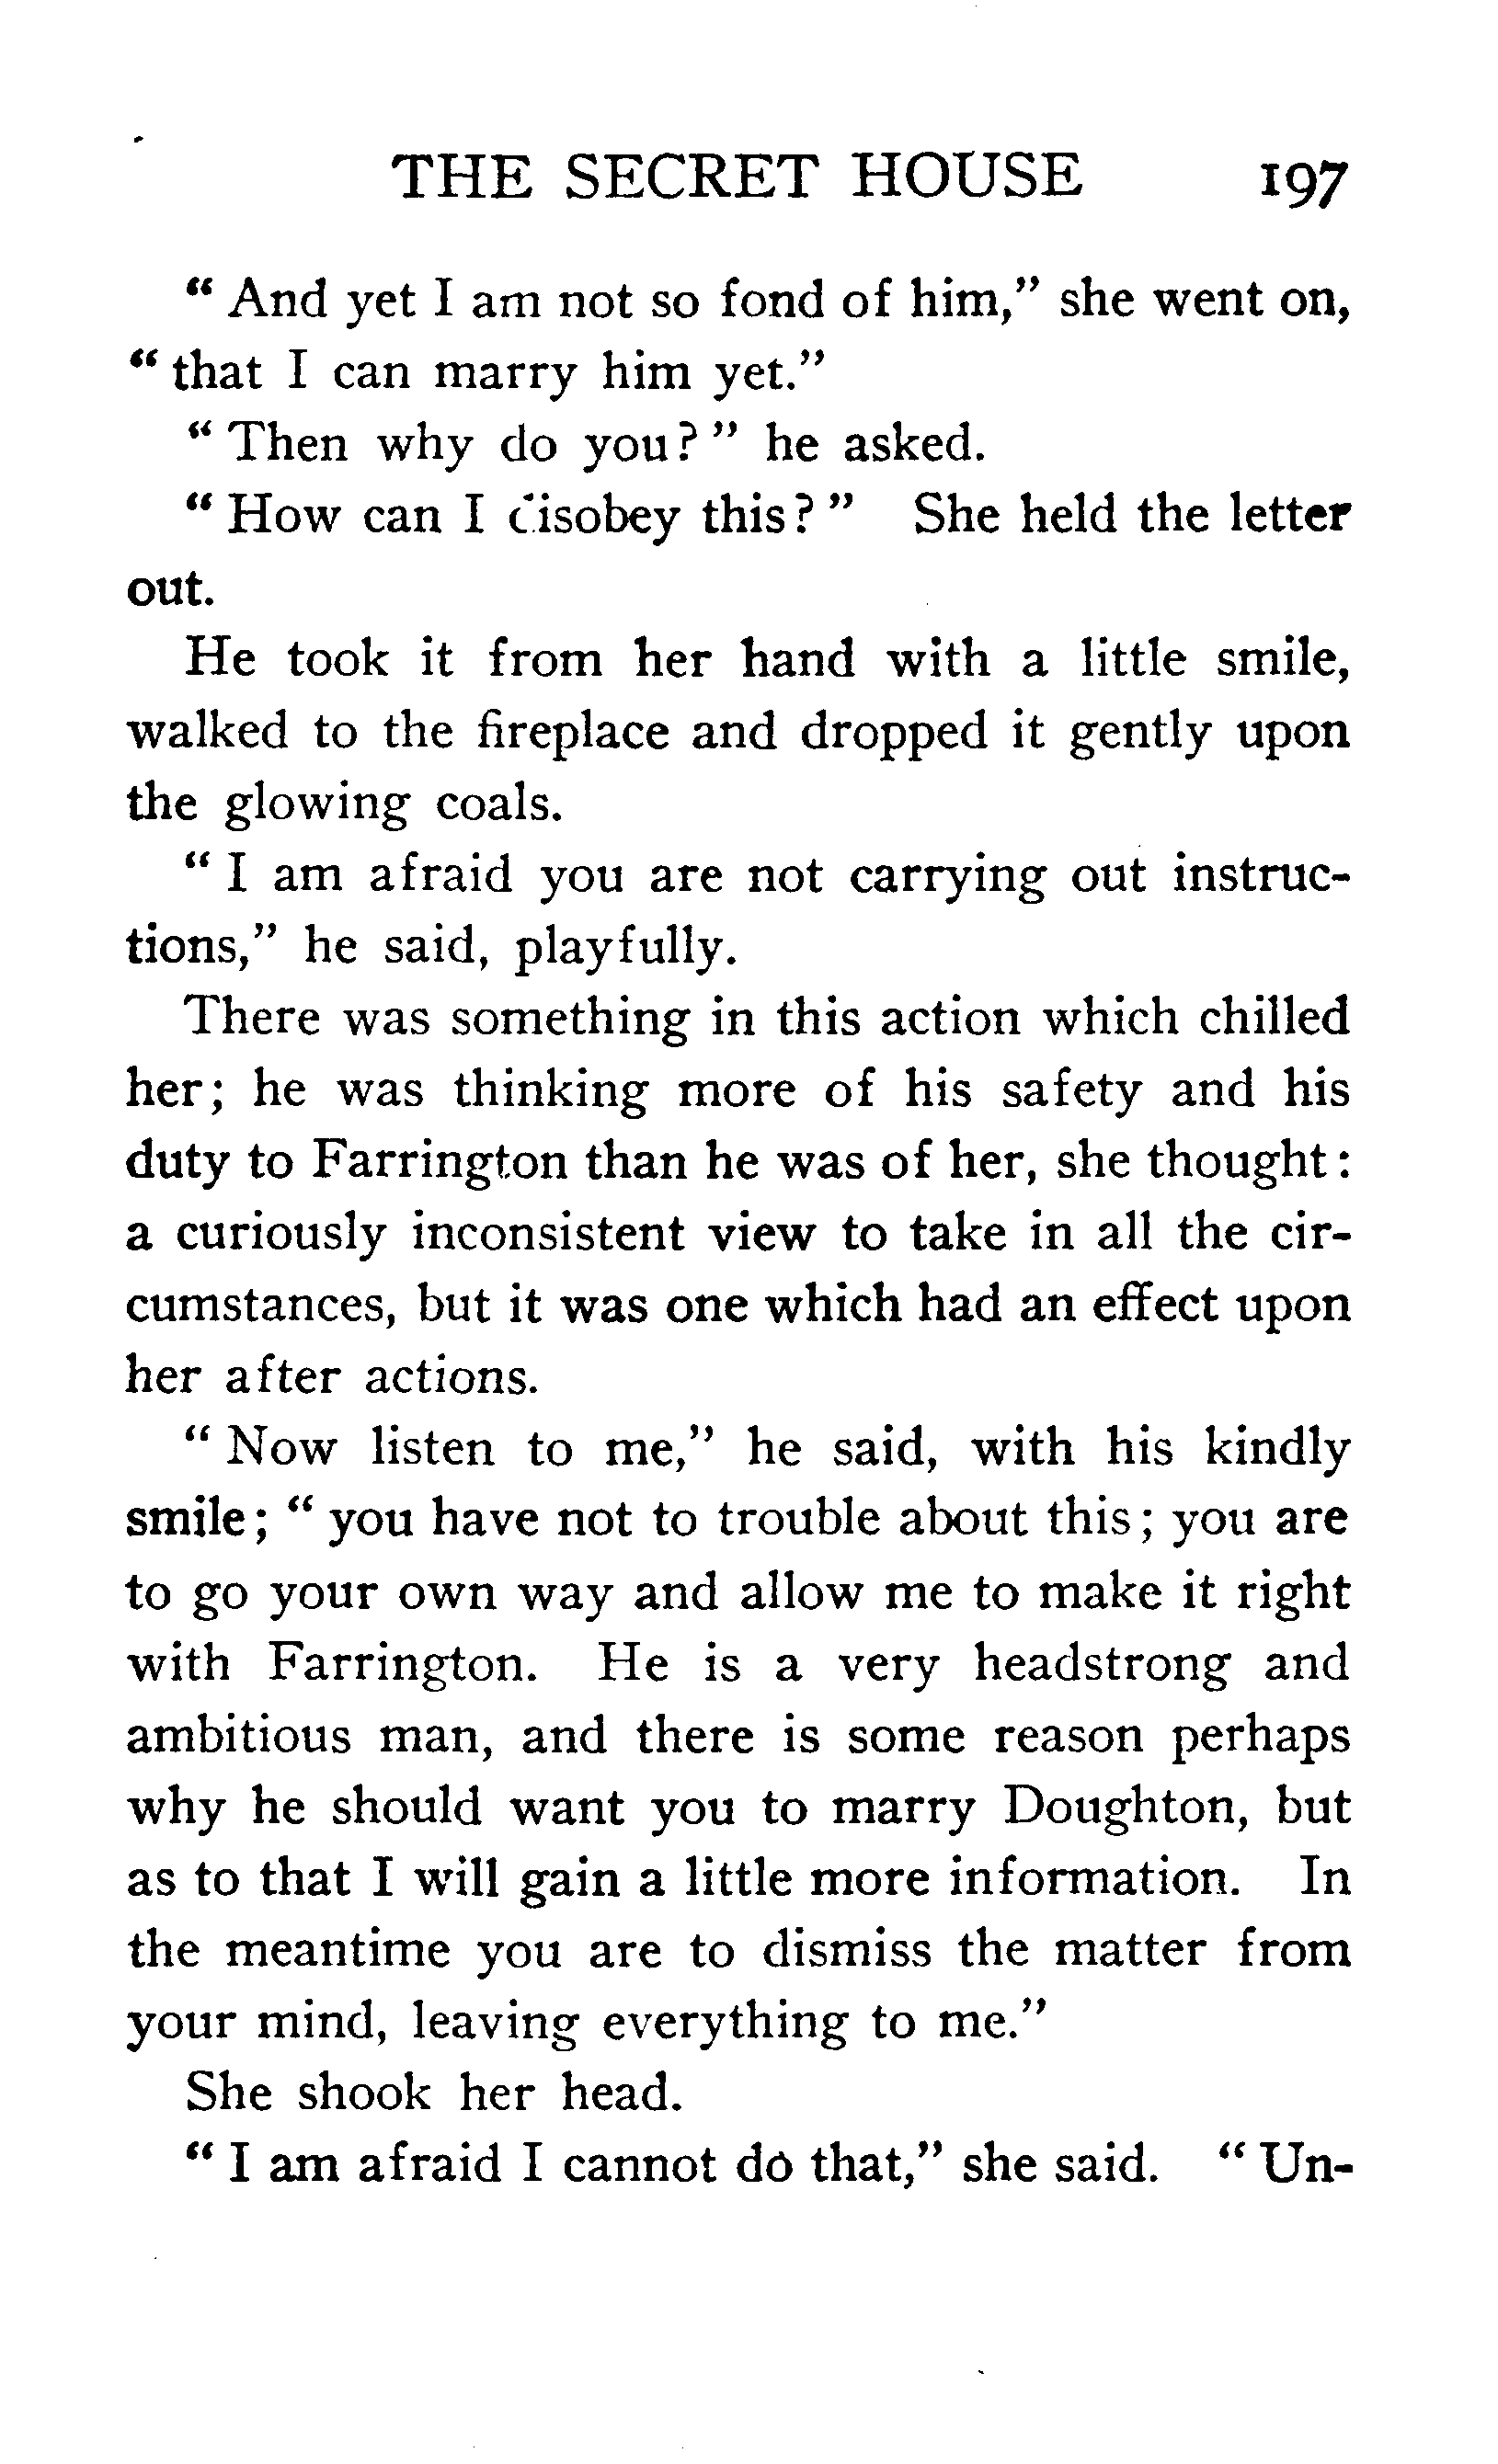 THE SECRET HOUSE 197
“ And yet I am not so fond of him,” she went on,
“ that I can marry him yet.”
“ Then why do you? ” he asked.
“ How can I disobey this? ” She held the letter
out.
He took it from her hand with a little smile,
walked to the fireplace and dropped it gently upon
the glowing coals.
“ I am afraid you are not carrying out instruc-
tions,” he said, playfully.
There was something in this action which chilled
her; he was thinking more of his safety and his
duty to Farrington than he was of her, she thought:
a curiously inconsistent view to take in all the cir-
cumstances, but it was one which had an effect upon
her after actions.
“ Now listen to me,” he said, with his kindly
smile; “ you have not to trouble about this; you are
to go your own way and allow me to make it right
with Farrington. He is a very headstrong and
ambitious man, and there is some reason perhaps
why he should want you to marry Doughton, but
as to that I will gain a little more information. In
the meantime you are to dismiss the matter from
your mind, leaving everything to me.”
She shook her head.
“ I am afraid I cannot do that,” she said. “ Un-